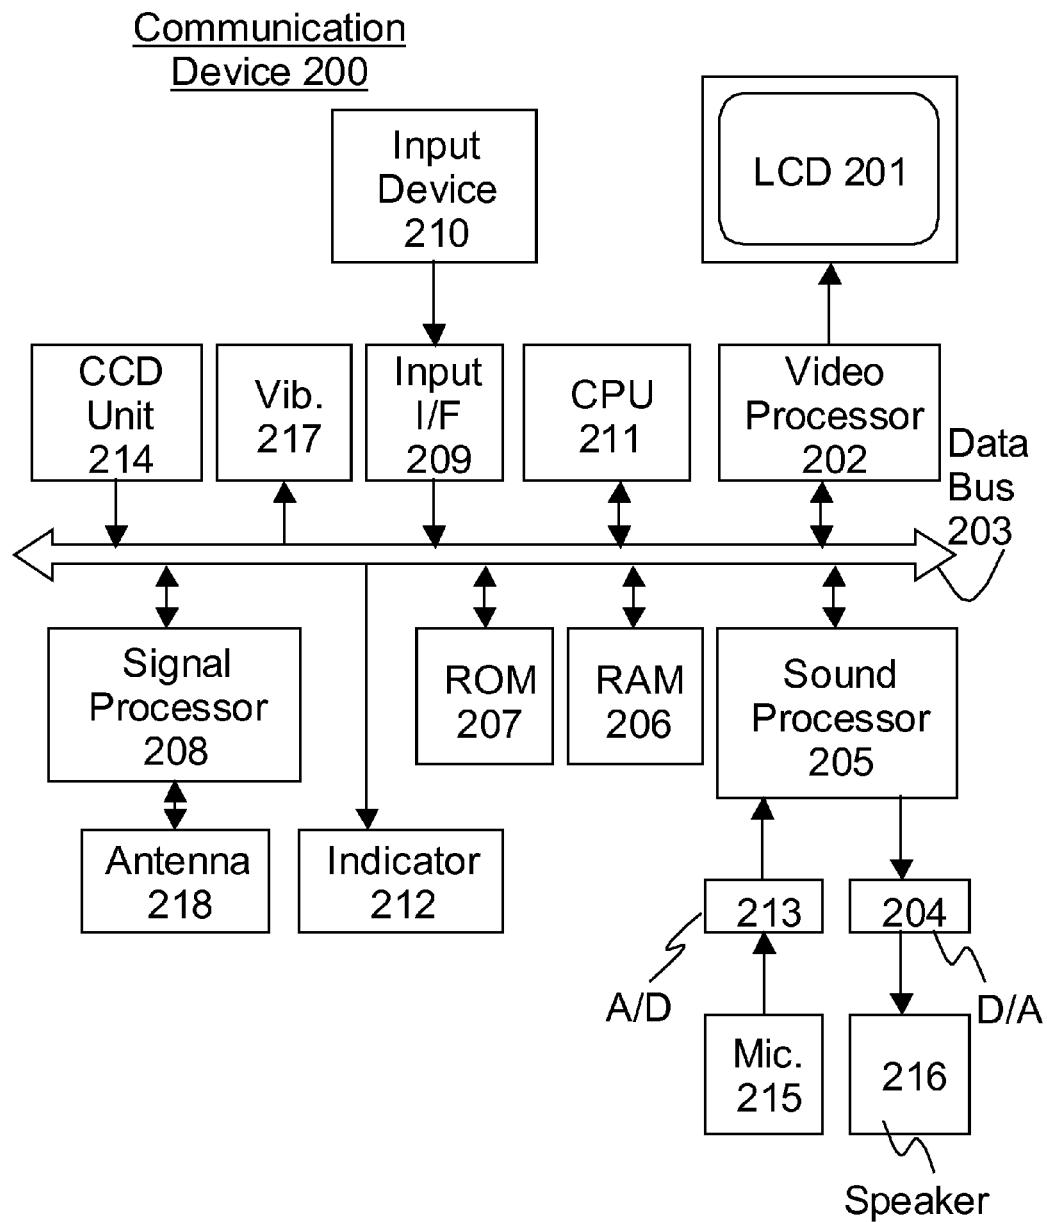 Communication
Device 200
Input
Device
210
LCD 201
CCD
Unit
214
Vib.
217
Input
I/F
209
CPU
211
Video
Processor
202
Data
Bus
203
Signal
Processor
208
ROM
207
RAM
206
Sound
Processor
205
Antenna
218
Indicator
212
213
204
A/D
D/A
Mic.
215
216
Speaker